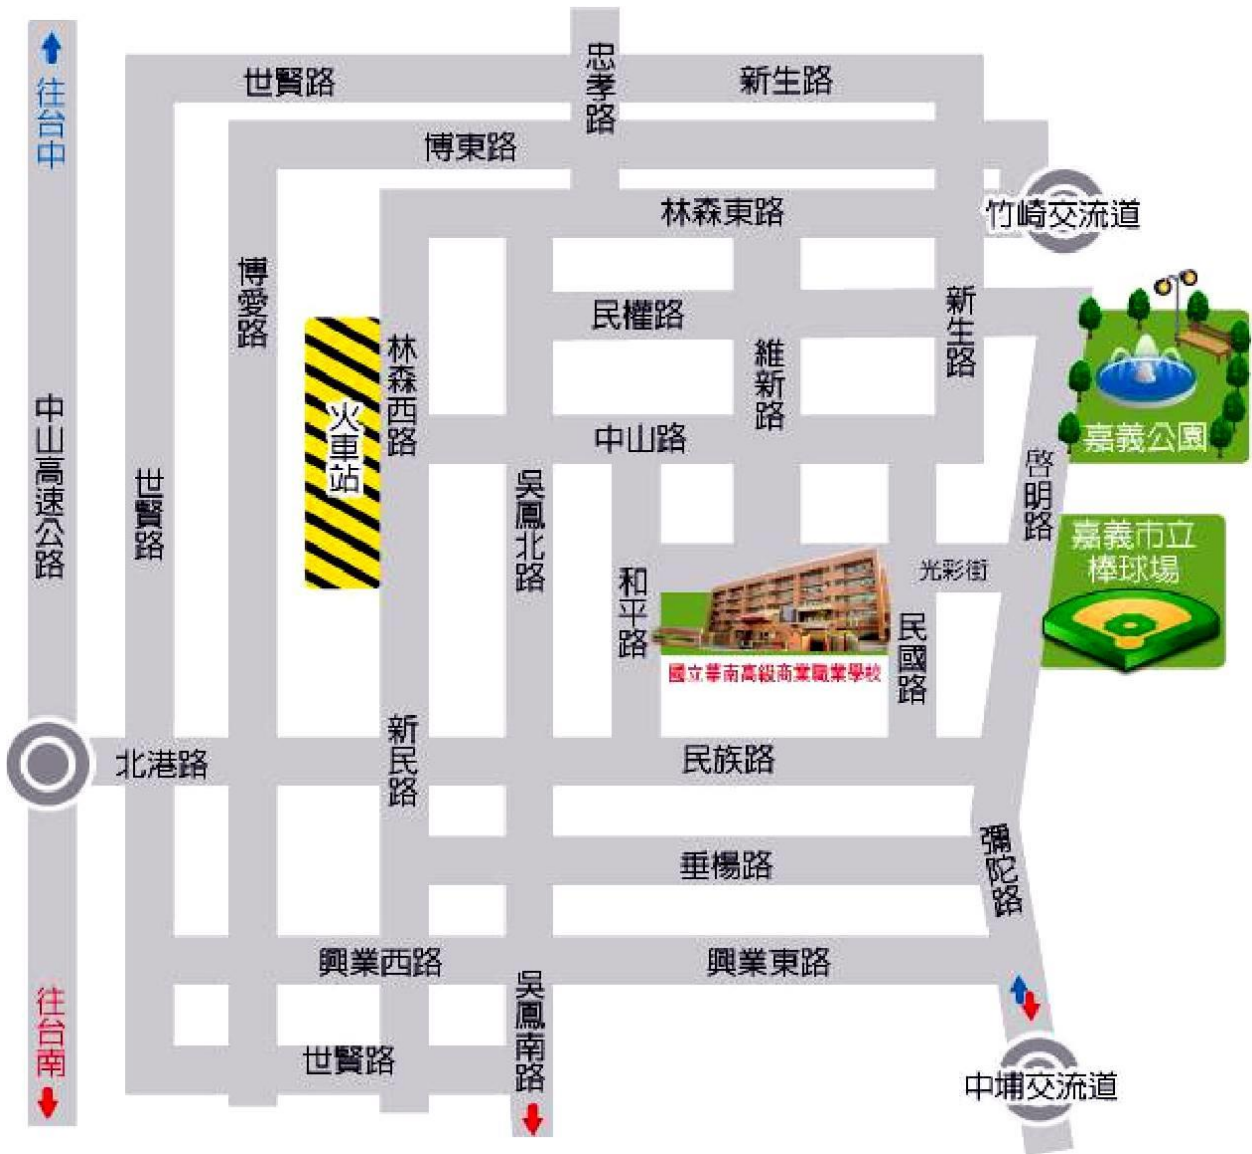 往台中
世賢路
忠孝路
新生路
博東路
林森東路
竹崎交流道
博愛路
民權路
新生路
林森西路
維新路
火車站
中山路
嘉義公園
中山高速公路
世賢路
吳鳳北路
啓明路
嘉義市立
棒球場
和平路
光彩街
民國路
國立華南高級商業職業學校
北港路
新民路
民族路
垂楊路
彌陀路
興業西路
興業東路
往台南
吳鳳南路
世賢路
中埔交流道